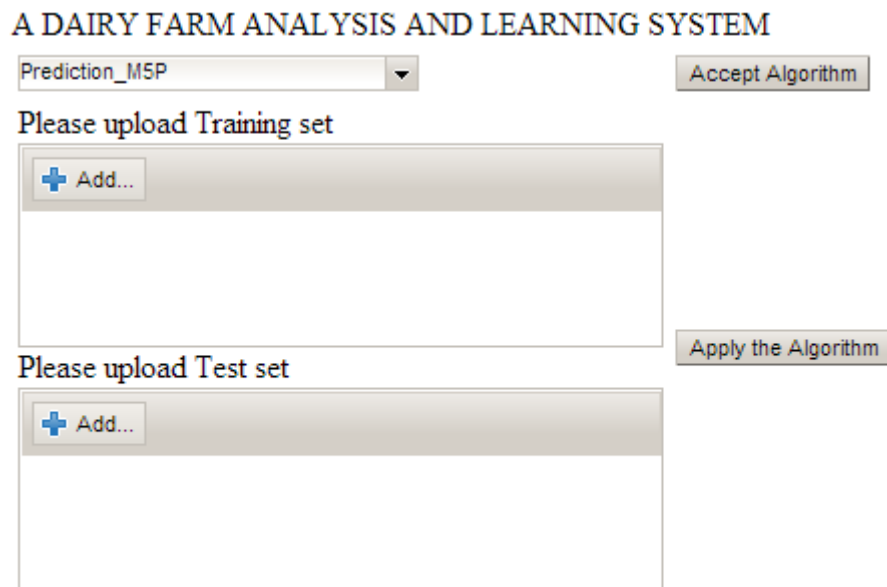 A DAIRY FARM ANALYSIS AND LEARNING SYSTEM
Prediction_M5P
Accept Algorithm
Please upload Training set
Add...
Apply the Algorithm
Please upload Test set
Add...